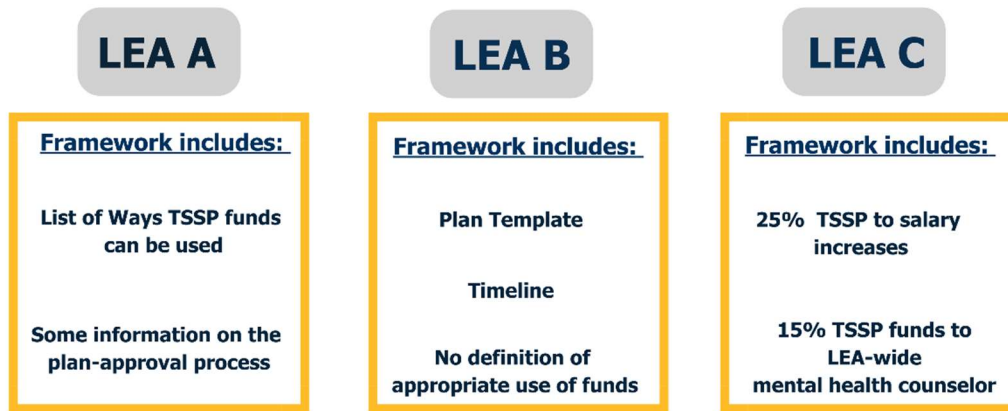 LEA A
LEA B
LEA C
Framework includes:
List of Ways TSSP funds
can be used
Some information on the
plan-approval process
Framework includes:
Plan Template
Timeline
No definition of
appropriate use of funds
Framework includes:
25% TSSP to salary
increases
15% TSSP funds to
LEA-wide
mental health counselor